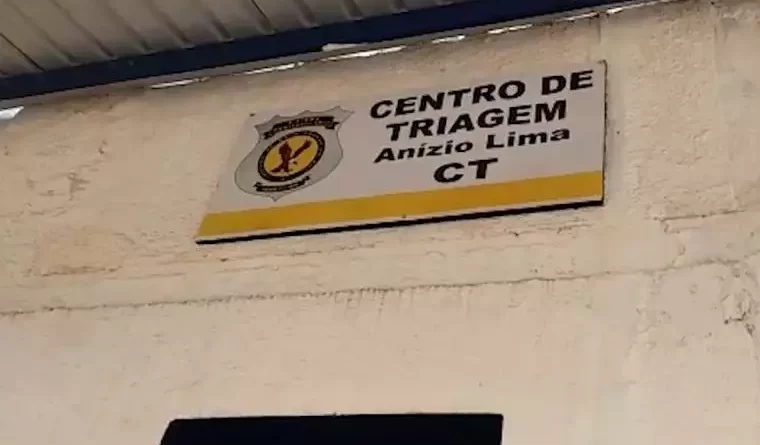 CENTRO DE
TRIAGEM
Anízio Lima
CT